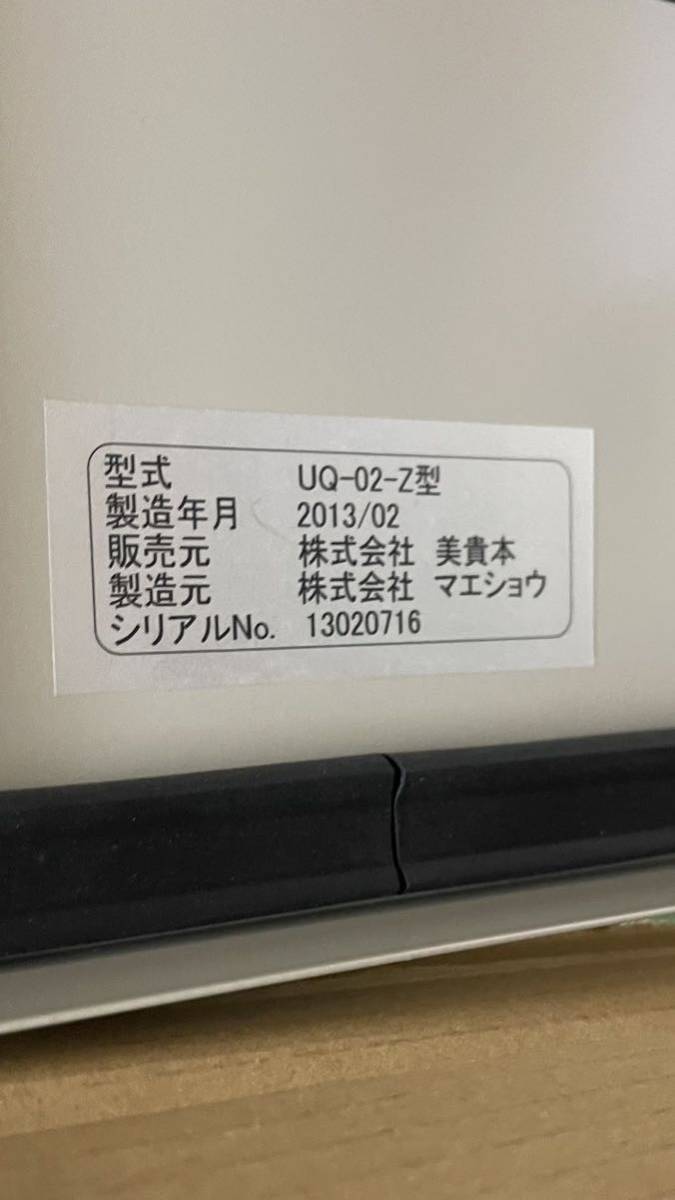 型式 UQ-02-Z型
製造年月 2013/02
販売元 株式会社 美貴本
製造元 株式会社 マエショウ
シリアルNo. 13020716